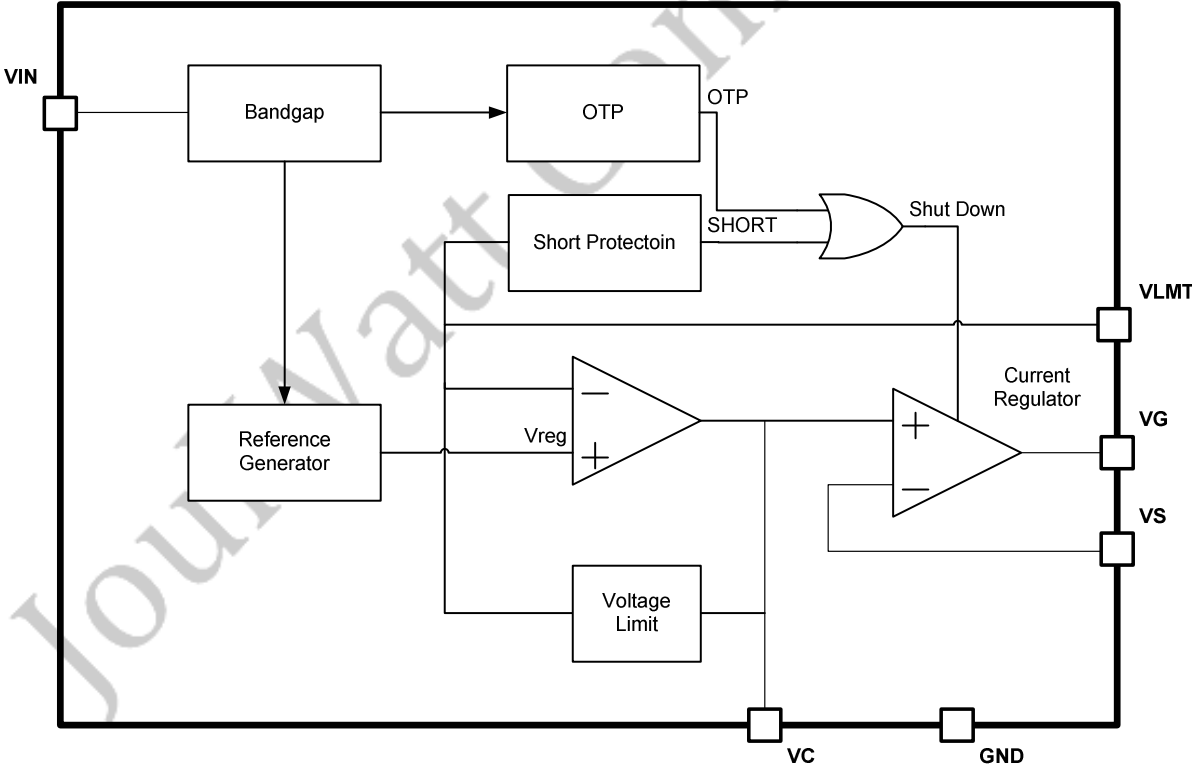 VIN
Bandgap
OTP
OTP
Short Protectoin
SHORT
Shut Down
VLMT
Current
Regulator
VG
Reference
Generator
Vreg
−
+
+
−
VS
Voltage
Limit
VC
GND
JoulWatt